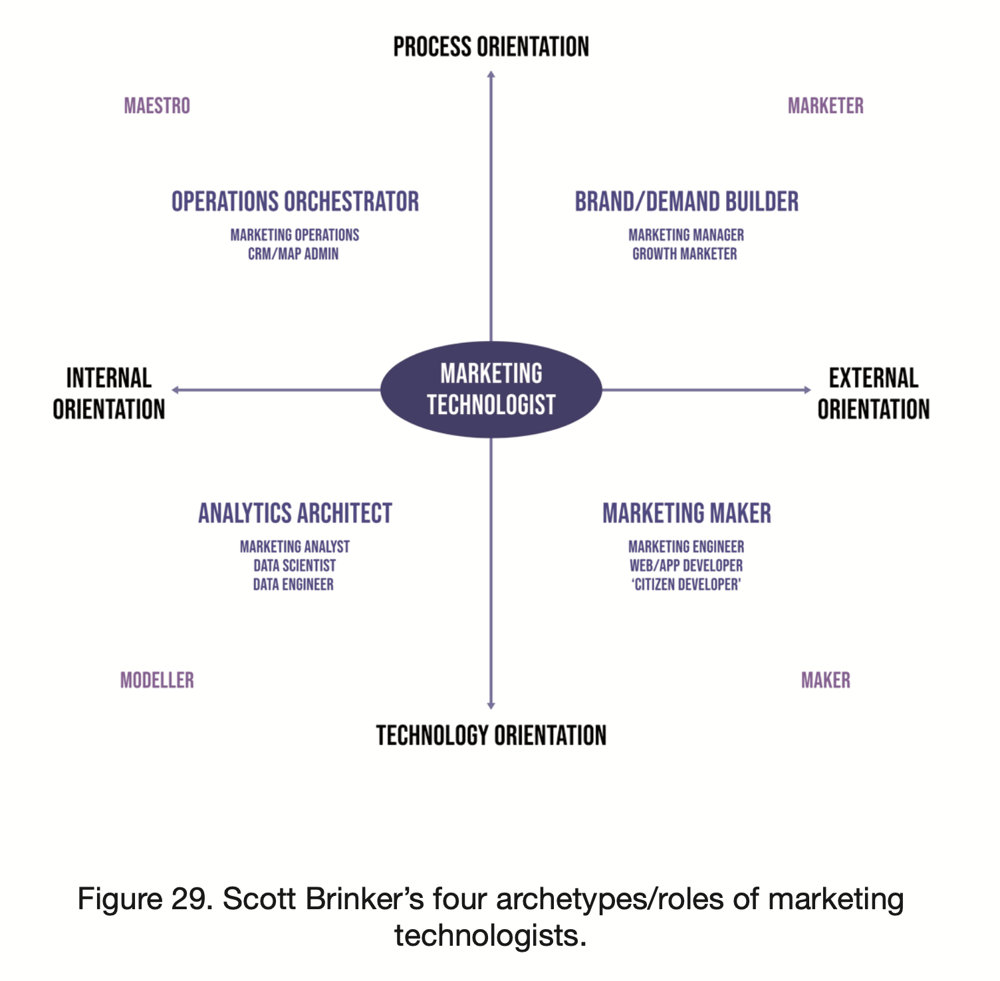 PROCESS ORIENTATION
MAESTRO
MARKETER
OPERATIONS ORCHESTRATOR
MARKETING OPERATIONS
CRM/MAP ADMIN
BRAND/DEMAND BUILDER
MARKETING MANAGER
GROWTH MARKETER
INTERNAL
ORIENTATION
MARKETING
TECHNOLOGIST
EXTERNAL
ORIENTATION
ANALYTICS ARCHITECT
MARKETING ANALYST
DATA SCIENTIST
DATA ENGINEER
MARKETING MAKER
MARKETING ENGINEER
WEB/APP DEVELOPER
‘CITIZEN DEVELOPER'
MODELLER
MAKER
TECHNOLOGY ORIENTATION
Figure 29. Scott Brinker’s four archetypes/roles of marketing
technologists.